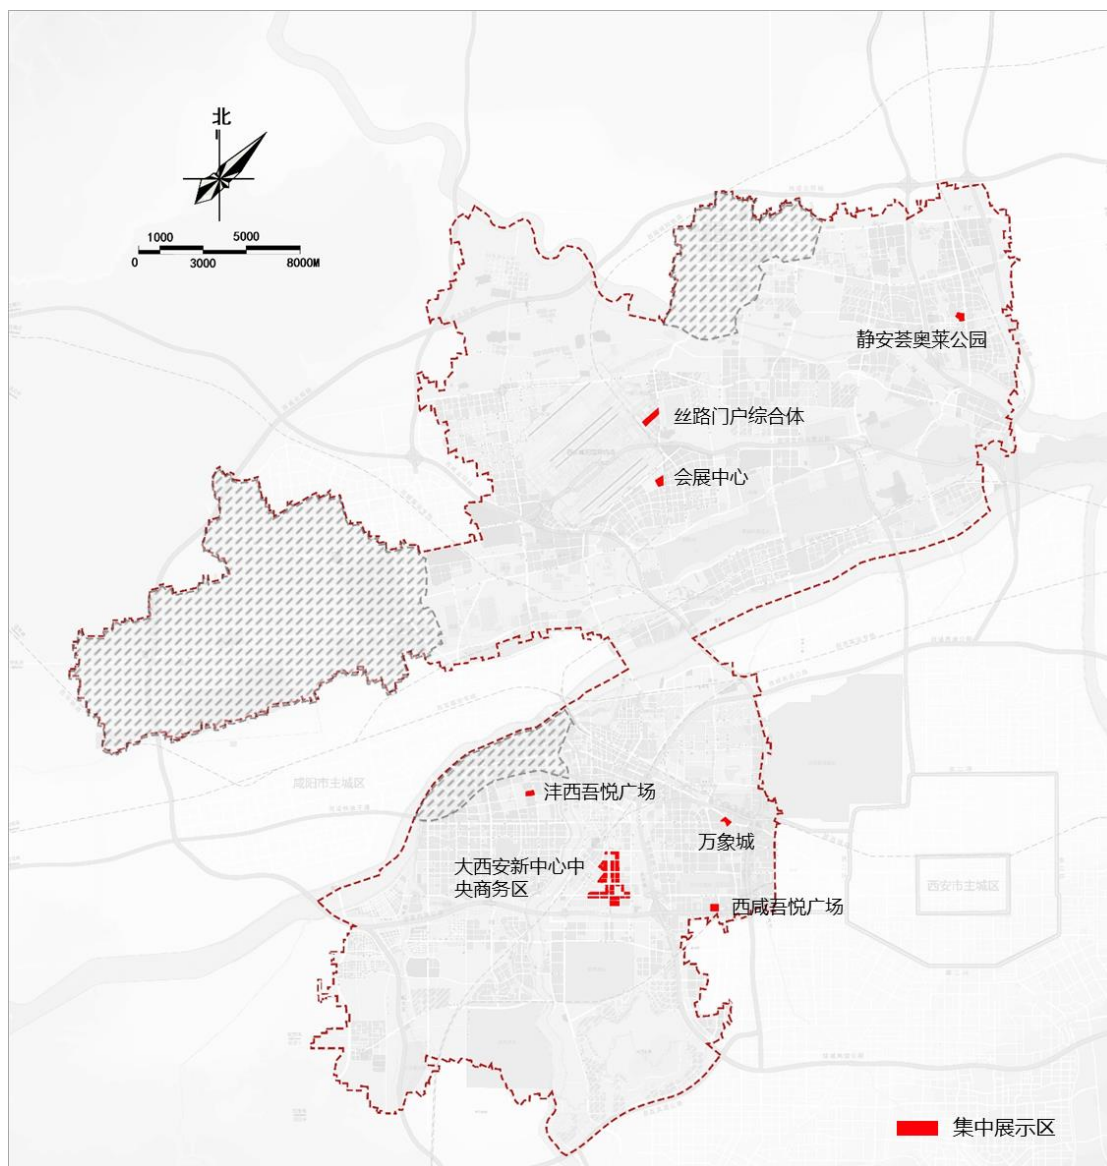 北
1000
5000
0
3000
8000M
静安荟奥莱公园
丝路门户综合体
会展中心
咸阳市主城区
沣西吾悦广场
万象城
大西安新中心中
央商务区
西安市主城区
西咸吾悦广场
集中展示区